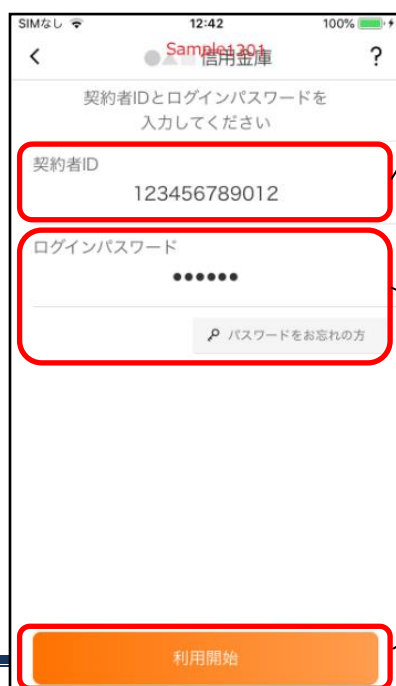 SIMなし 12:42 100%
Sample1201
●▲■信用金庫 ?
契約者IDとログインパスワードを
入力してください
契約者ID
123456789012
ログインパスワード
••••••
パスワードをお忘れの方
利用開始